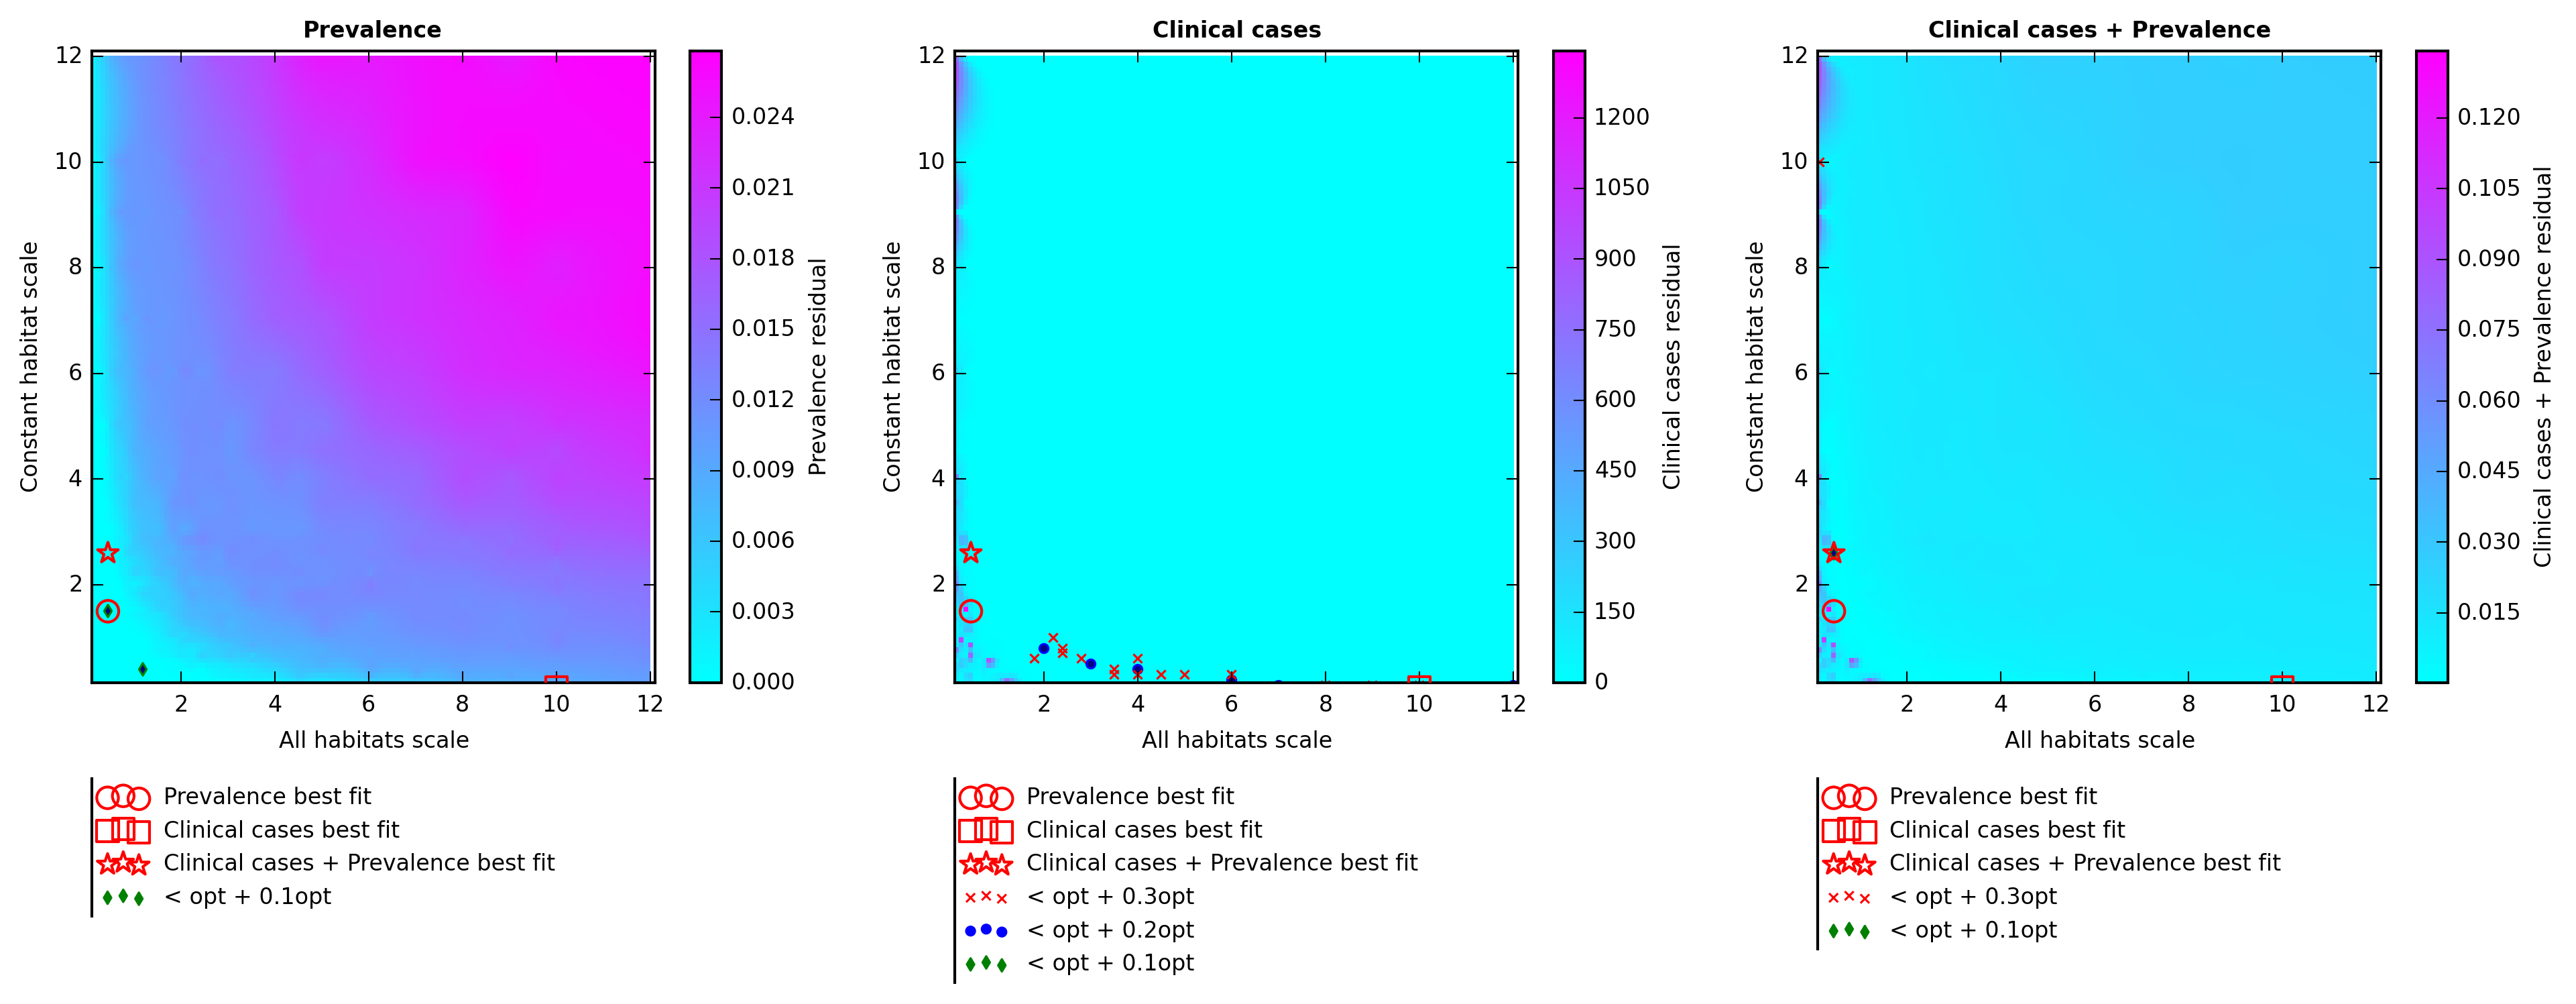 Prevalence
12
10
8
6
4
2
2 4 6 8 10 12
Constant habitat scale
All habitats scale
0.024
0.021
0.018
0.015
0.012
0.009
0.006
0.003
0.000
Prevalence residual
Prevalence best fit
Clinical cases best fit
Clinical cases + Prevalence best fit
< opt + 0.1opt
Clinical cases
12
10
8
6
4
2
2 4 6 8 10 12
Constant habitat scale
All habitats scale
1200
1050
900
750
600
450
300
150
0
Clinical cases residual
Prevalence best fit
Clinical cases best fit
Clinical cases + Prevalence best fit
< opt + 0.3opt
< opt + 0.2opt
< opt + 0.1opt
Clinical cases + Prevalence
12
10
8
6
4
2
2 4 6 8 10 12
Constant habitat scale
All habitats scale
0.120
0.105
0.090
0.075
0.060
0.045
0.030
0.015
Clinical cases + Prevalence residual
Prevalence best fit
Clinical cases best fit
Clinical cases + Prevalence best fit
< opt + 0.3opt
< opt + 0.1opt